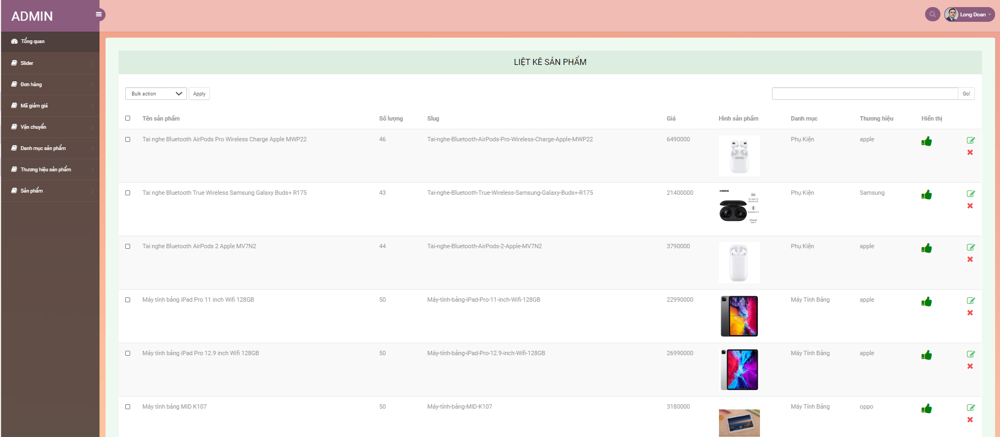 ADMIN
Long Doan
Tổng quan
Slider
Đơn hàng
Mã giảm giá
Vận chuyển
Danh mục sản phẩm
Thương hiệu sản phẩm
Sản phẩm
LIỆT KÊ SẢN PHẨM
Bulk action Apply Go!
Tên sản phẩm Số lượng Slug Giá Hình sản phẩm Danh mục Thương hiệu Hiển thị
Tai nghe Bluetooth AirPods Pro Wireless Charge Apple MWP22 46 Tai-nghe-Bluetooth-AirPods-Pro-Wireless-Charge-Apple-MWP22 6490000 Phụ Kiện apple
Tai nghe Bluetooth True Wireless Samsung Galaxy Buds+ R175 43 Tai-nghe-Bluetooth-True-Wireless-Samsung-Galaxy-Buds+-R175 21400000 Phụ Kiện Samsung
SAMSUNG
Tai nghe Bluetooth AirPods 2 Apple MV7N2 44 Tai-nghe-Bluetooth-AirPods-2-Apple-MV7N2 3790000 Phụ Kiện apple
Máy tính bảng iPad Pro 11 inch Wifi 128GB 50 Máy-tính-bảng-iPad-Pro-11-inch-Wifi-128GB 22990000 Máy Tính Bảng apple
Máy tính bảng iPad Pro 12.9 inch Wifi 128GB 50 Máy-tính-bảng-iPad-Pro-12.9-inch-Wifi-128GB 26990000 Máy Tính Bảng apple
Máy tính bảng MID K107 50 Máy-tính-bảng-MID-K107 3180000 Máy Tính Bảng oppo